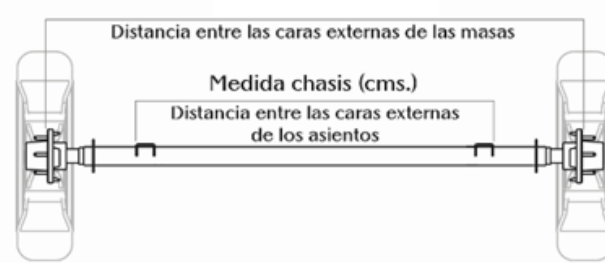 Distancia entre las caras externas de las masas
Medida chasis (cms.)
Distancia entre las caras externas
de los asientos